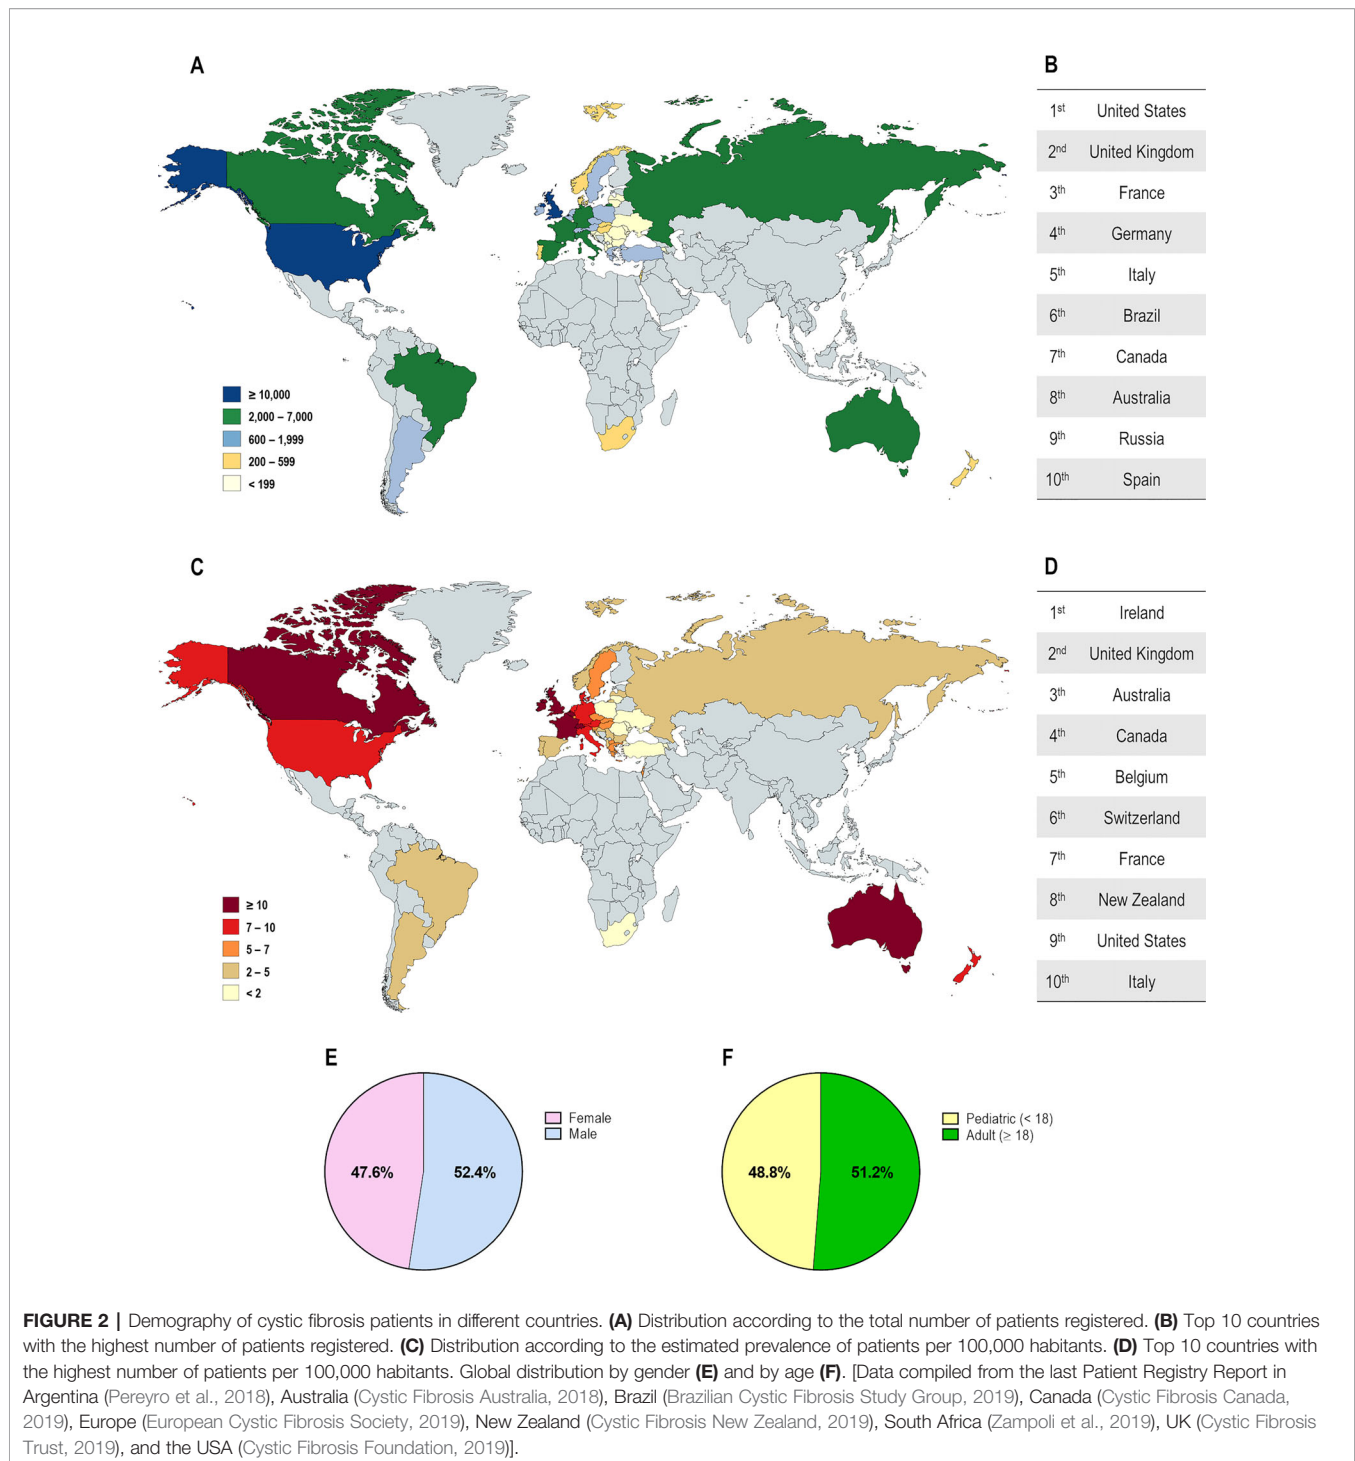 A
B
1st United States
2nd United Kingdom
3th France
4th Germany
5th Italy
6th Brazil
7th Canada
8th Australia
9th Russia
10th Spain
≥ 10,000
2,000 – 7,000
600 – 1,999
200 – 599
< 199
C
D
1st Ireland
2nd United Kingdom
3th Australia
4th Canada
5th Belgium
6th Switzerland
7th France
8th New Zealand
9th United States
10th Italy
≥ 10
7 – 10
5 – 7
2 – 5
< 2
E
Female
Male
47.6%
52.4%
F
Pediatric (< 18)
Adult (≥ 18)
48.8%
51.2%
FIGURE 2 | Demography of cystic fibrosis patients in different countries. (A) Distribution according to the total number of patients registered. (B) Top 10 countries
with the highest number of patients registered. (C) Distribution according to the estimated prevalence of patients per 100,000 habitants. (D) Top 10 countries with
the highest number of patients per 100,000 habitants. Global distribution by gender (E) and by age (F). [Data compiled from the last Patient Registry Report in
Argentina (Pereyro et al., 2018), Australia (Cystic Fibrosis Australia, 2018), Brazil (Brazilian Cystic Fibrosis Study Group, 2019), Canada (Cystic Fibrosis Canada,
2019), Europe (European Cystic Fibrosis Society, 2019), New Zealand (Cystic Fibrosis New Zealand, 2019), South Africa (Zampoli et al., 2019), UK (Cystic Fibrosis
Trust, 2019), and the USA (Cystic Fibrosis Foundation, 2019)].